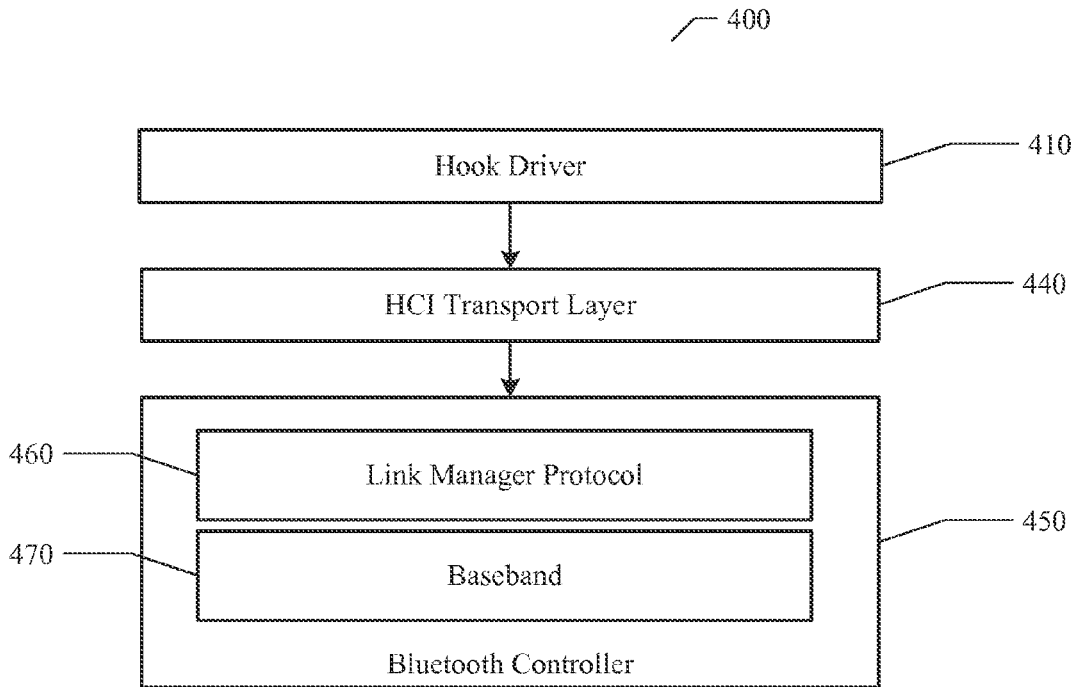 400
Hook Driver
410
HCI Transport Layer
440
460
Link Manager Protocol
450
470
Baseband
Bluetooth Controller